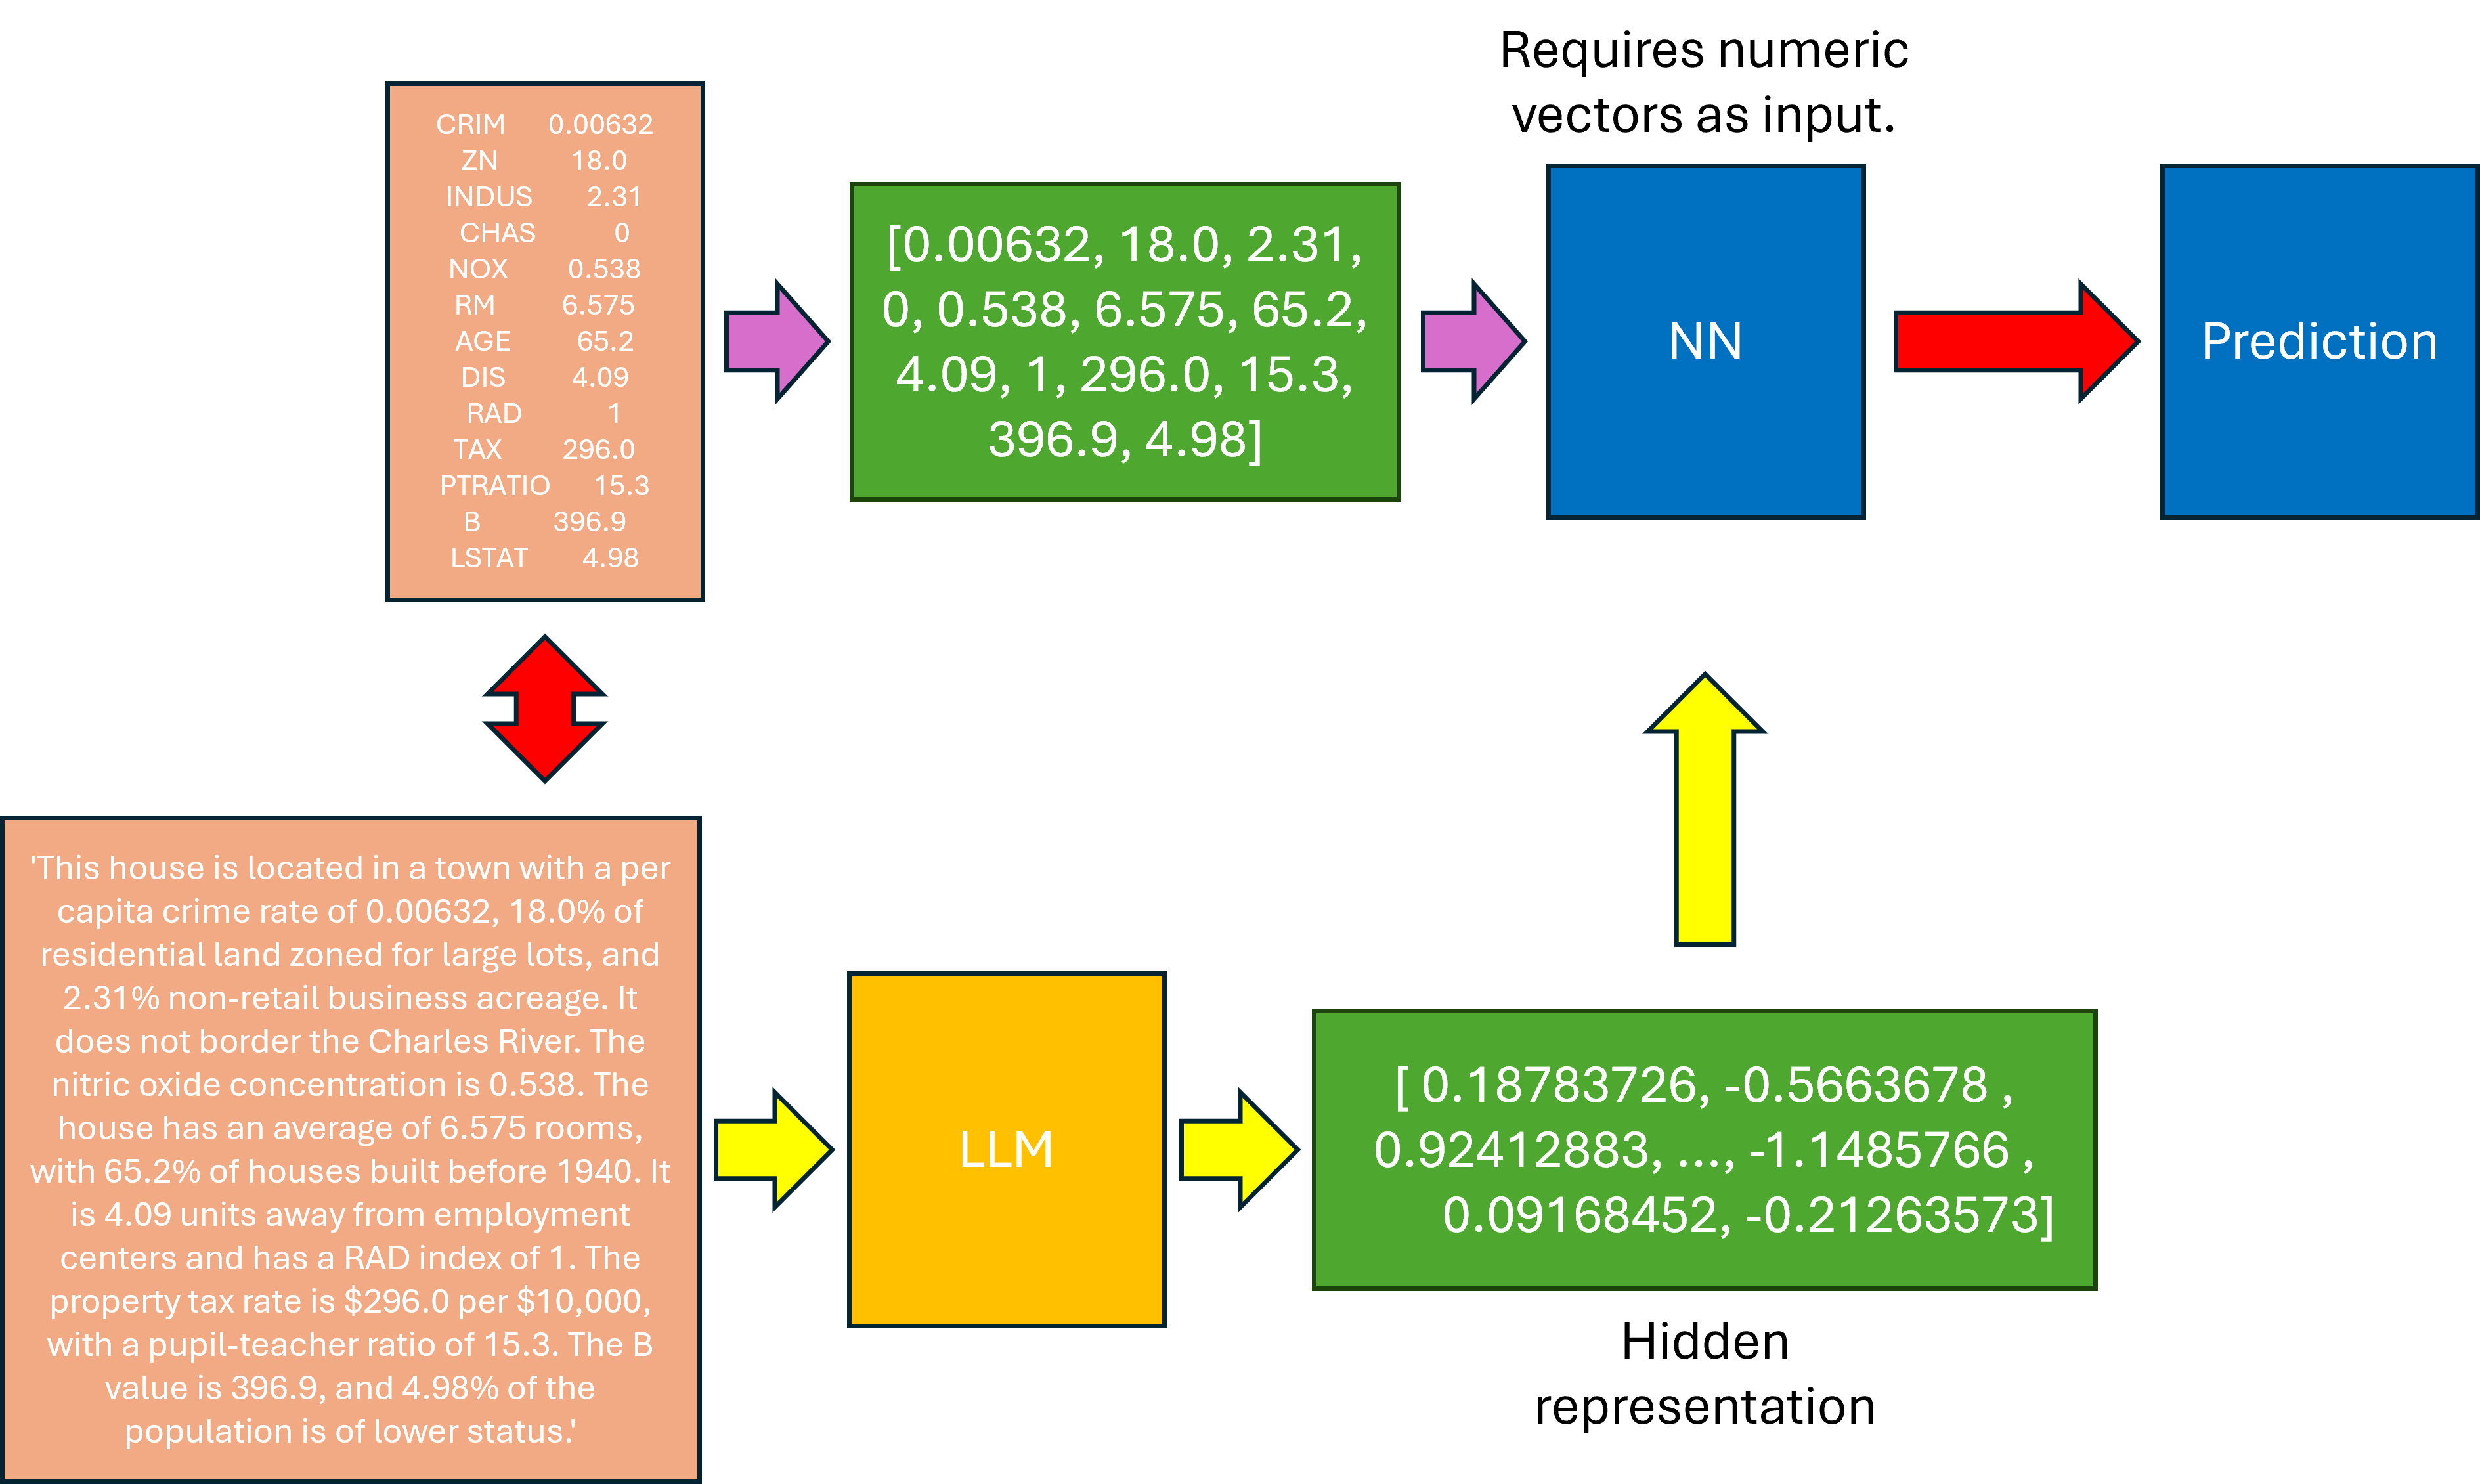 Requires numeric
vectors as input.
CRIM 0.00632
ZN 18.0
INDUS 2.31
CHAS 0
NOX 0.538
RM 6.575
AGE 65.2
DIS 4.09
RAD 1
TAX 296.0
PTRATIO 15.3
B 396.9
LSTAT 4.98
[0.00632, 18.0, 2.31,
0, 0.538, 6.575, 65.2,
4.09, 1, 296.0, 15.3,
396.9, 4.98]
NN
Prediction
'This house is located in a town with a per
capita crime rate of 0.00632, 18.0% of
residential land zoned for large lots, and
2.31% non-retail business acreage. It
does not border the Charles River. The
nitric oxide concentration is 0.538. The
house has an average of 6.575 rooms,
with 65.2% of houses built before 1940. It
is 4.09 units away from employment
centers and has a RAD index of 1. The
property tax rate is $296.0 per $10,000,
with a pupil-teacher ratio of 15.3. The B
value is 396.9, and 4.98% of the
population is of lower status.'
LLM
[ 0.18783726, -0.5663678 ,
0.92412883, ..., -1.1485766 ,
0.09168452, -0.21263573]
Hidden
representation